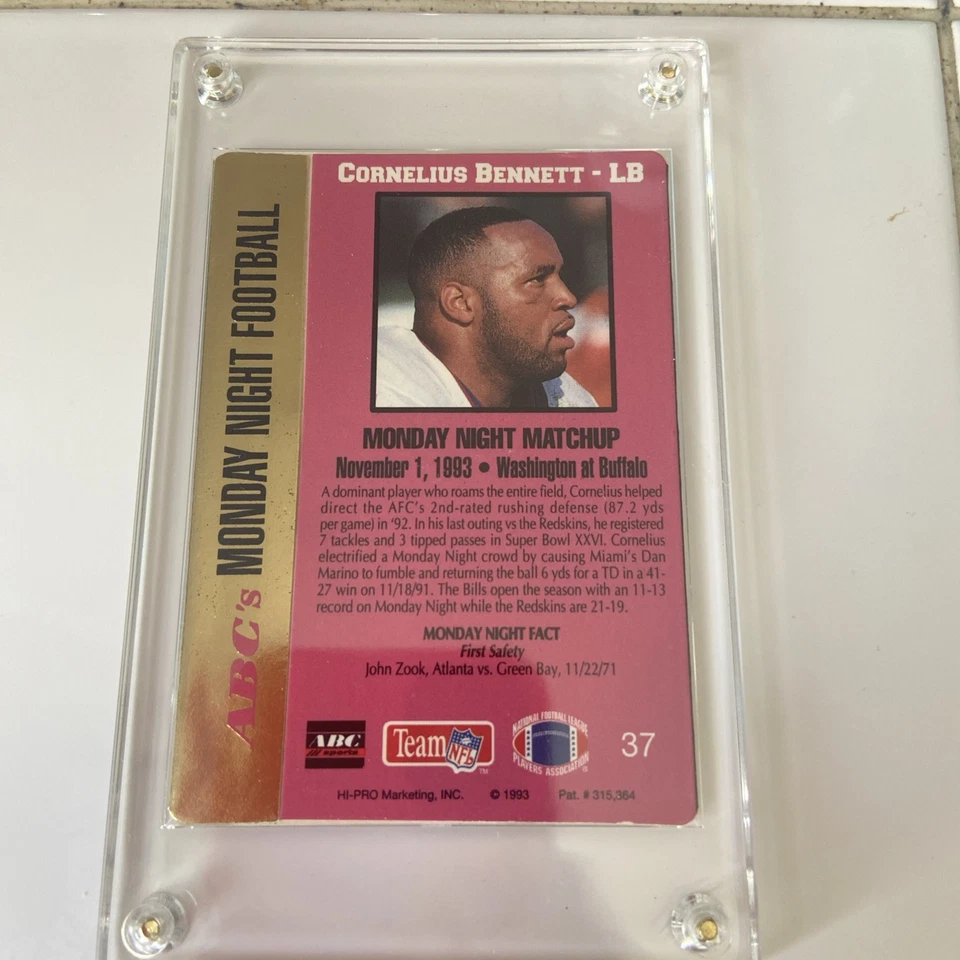 CORNELIUS BENNETT - LB
ABC's MONDAY NIGHT FOOTBALL
MONDAY NIGHT MATCHUP
November 1, 1993 • Washington at Buffalo
A dominant player who roams the entire field, Cornelius helped
direct the AFC's 2nd-rated rushing defense (87.2 yds
per game) in '92. In his last outing vs the Redskins, he registered
7 tackles and 3 tipped passes in Super Bowl XXVI. Cornelius
electrified a Monday Night crowd by causing Miami's Dan
Marino to fumble and returning the ball 6 yds for a TD in a 41-
27 win on 11/18/91. The Bills open the season with an 11-13
record on Monday Night while the Redskins are 21-19.
MONDAY NIGHT FACT
First Safety
John Zook, Atlanta vs. Green Bay, 11/22/71
ABC sports
Team NFL TM
NATIONAL FOOTBALL LEAGUE
PLAYERS ASSOCIATION ®
37
HI-PRO Marketing, INC. © 1993 Pat. # 315,364